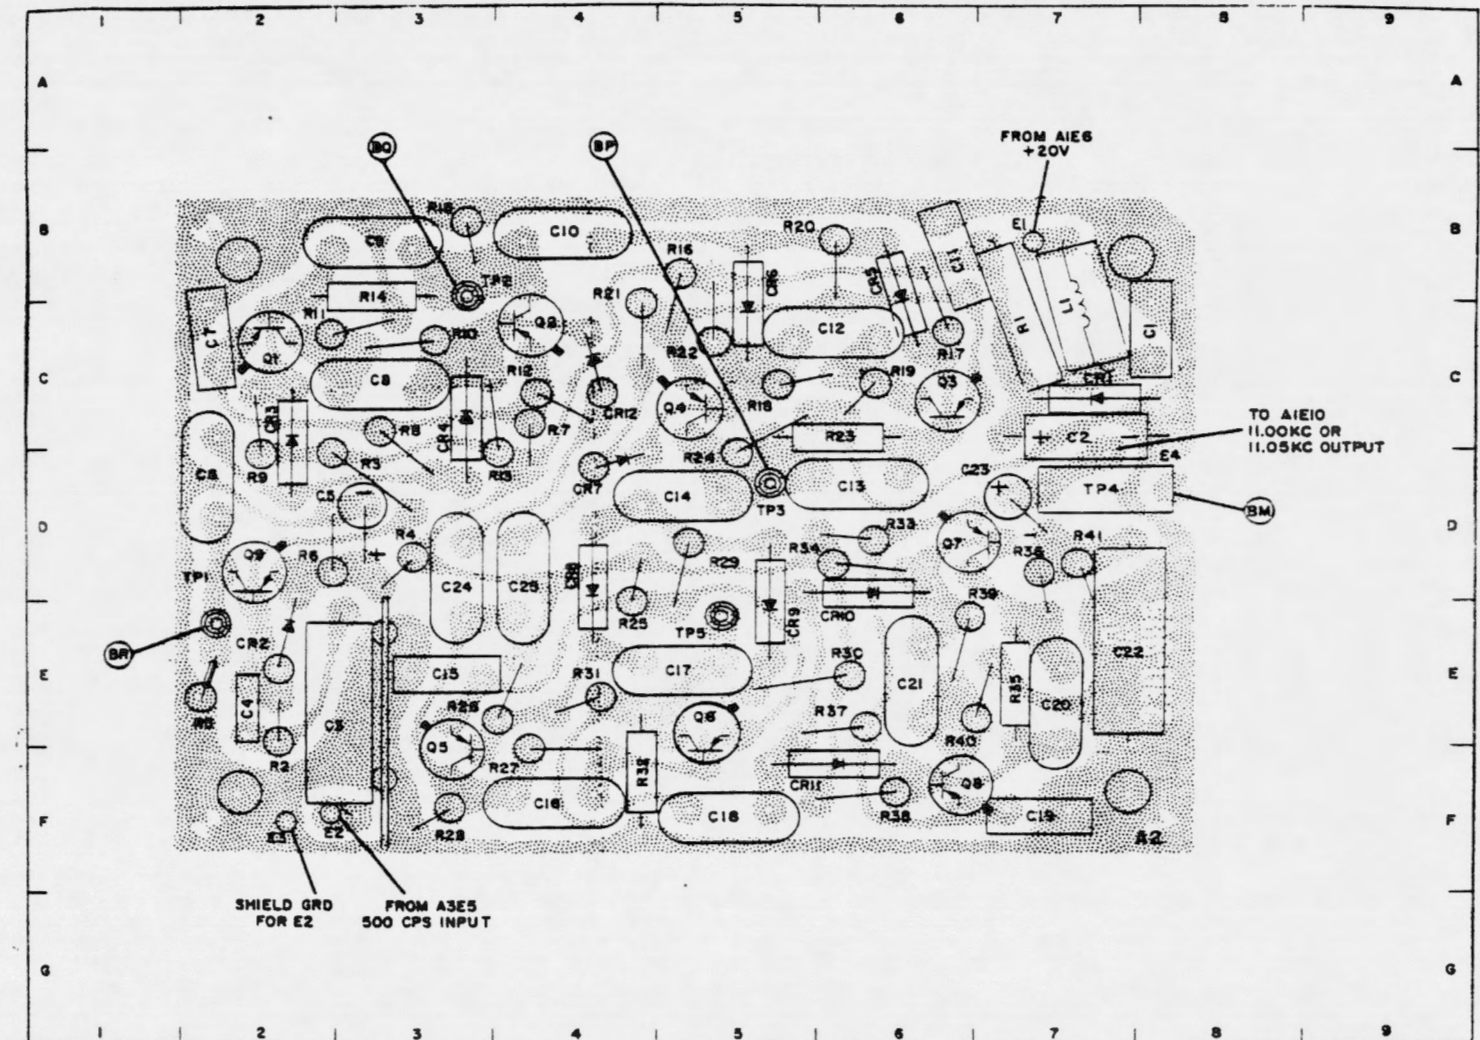 1 2 3 4 5 6 7 8 9
A A
FROM A1E6
+20V
BQ BP
B B
R15 C9 C10 R16 R20 E1
TP2 CR6 CR5 C11 L1
R14 R21 R1
C7 R11 R10 Q2 C12 C1
Q1 R22 R17
C C
C8 R12 R19 Q3 CR1
CR12 R18
CR3 CR4 R7 Q4
R8 R23 C2
TO A1E10
11.00KC OR
11.05KC OUTPUT
C6 R9 R3 R13 R24 E4
CR7 C14 C13 C23 TP4
C5 TP3 BM
D D
R4 R33 Q7 R41
Q9 R6 R34 R36
TP1 C24 C25 CR8 R29
CR10 R39
R25 TP5 CR9
BR CR2
E E
C15 R31 C17 R30 C21 R35 C22
R5 C4 C3 R26 R37 C20
Q5 Q6 R40
R2 R27 R32 CR11 Q8
C16 C18 R38 C19
F F
E3 E2 R28 A2
SHIELD GRD
FOR E2
FROM A3E5
500 CPS INPUT
G G
1 2 3 4 5 6 7 8 9